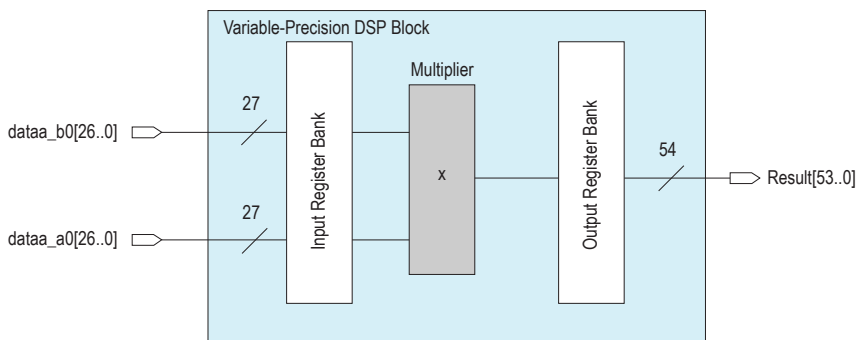 Variable-Precision DSP Block
Multiplier
27
dataa_b0[26..0]
Input Register Bank
x
Output Register Bank
54
Result[53..0]
27
dataa_a0[26..0]